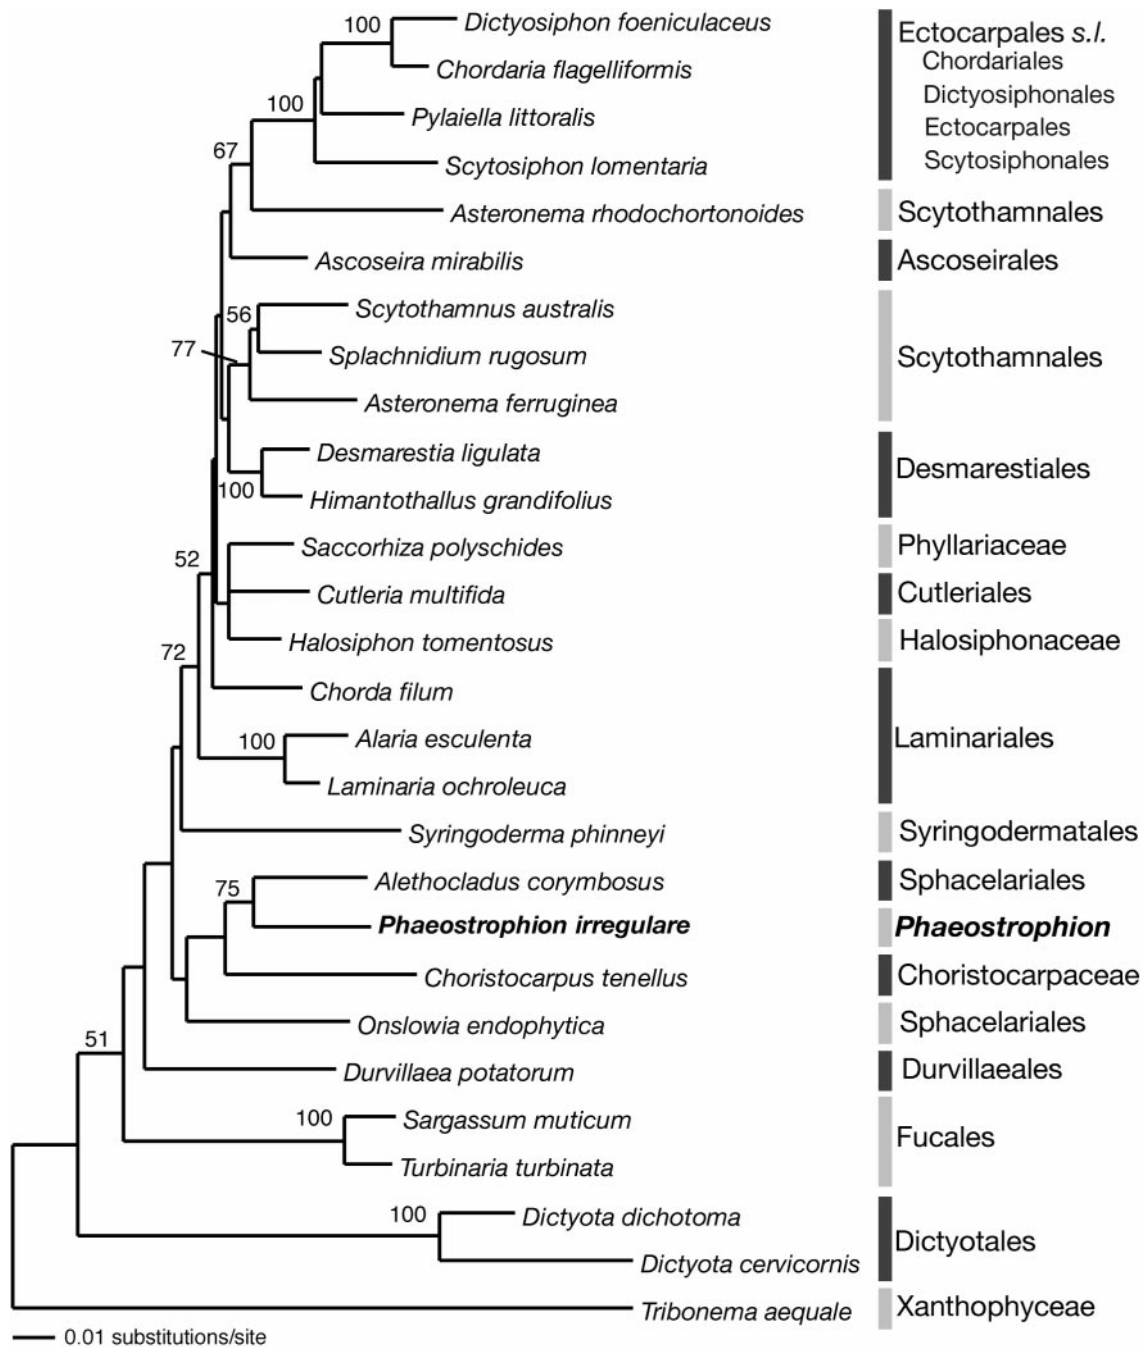 100
Dictyosiphon foeniculaceus
Ectocarpales s.l.
Chordariales
Chordaria flagelliformis
Dictyosiphonales
100
Pylaiella littoralis
Ectocarpales
67
Scytosiphon lomentaria
Scytosiphonales
Asteronema rhodochortonoides
Scytothamnales
Ascoseira mirabilis
Ascoseirales
56
Scytothamnus australis
77
Splachnidium rugosum
Scytothamnales
Asteronema ferruginea
Desmarestia ligulata
Desmarestiales
100
Himantothallus grandifolius
Saccorhiza polyschides
Phyllariaceae
52
Cutleria multifida
Cutleriales
Halosiphon tomentosus
Halosiphonaceae
72
Chorda filum
100
Alaria esculenta
Laminariales
Laminaria ochroleuca
Syringoderma phinneyi
Syringodermatales
75
Alethocladus corymbosus
Sphacelariales
Phaeostrophion irregulare
Phaeostrophion
Choristocarpus tenellus
Choristocarpaceae
Onslowia endophytica
Sphacelariales
51
Durvillaea potatorum
Durvillaeales
100
Sargassum muticum
Fucales
Turbinaria turbinata
100
Dictyota dichotoma
Dictyotales
Dictyota cervicornis
Tribonema aequale
Xanthophyceae
0.01 substitutions/site